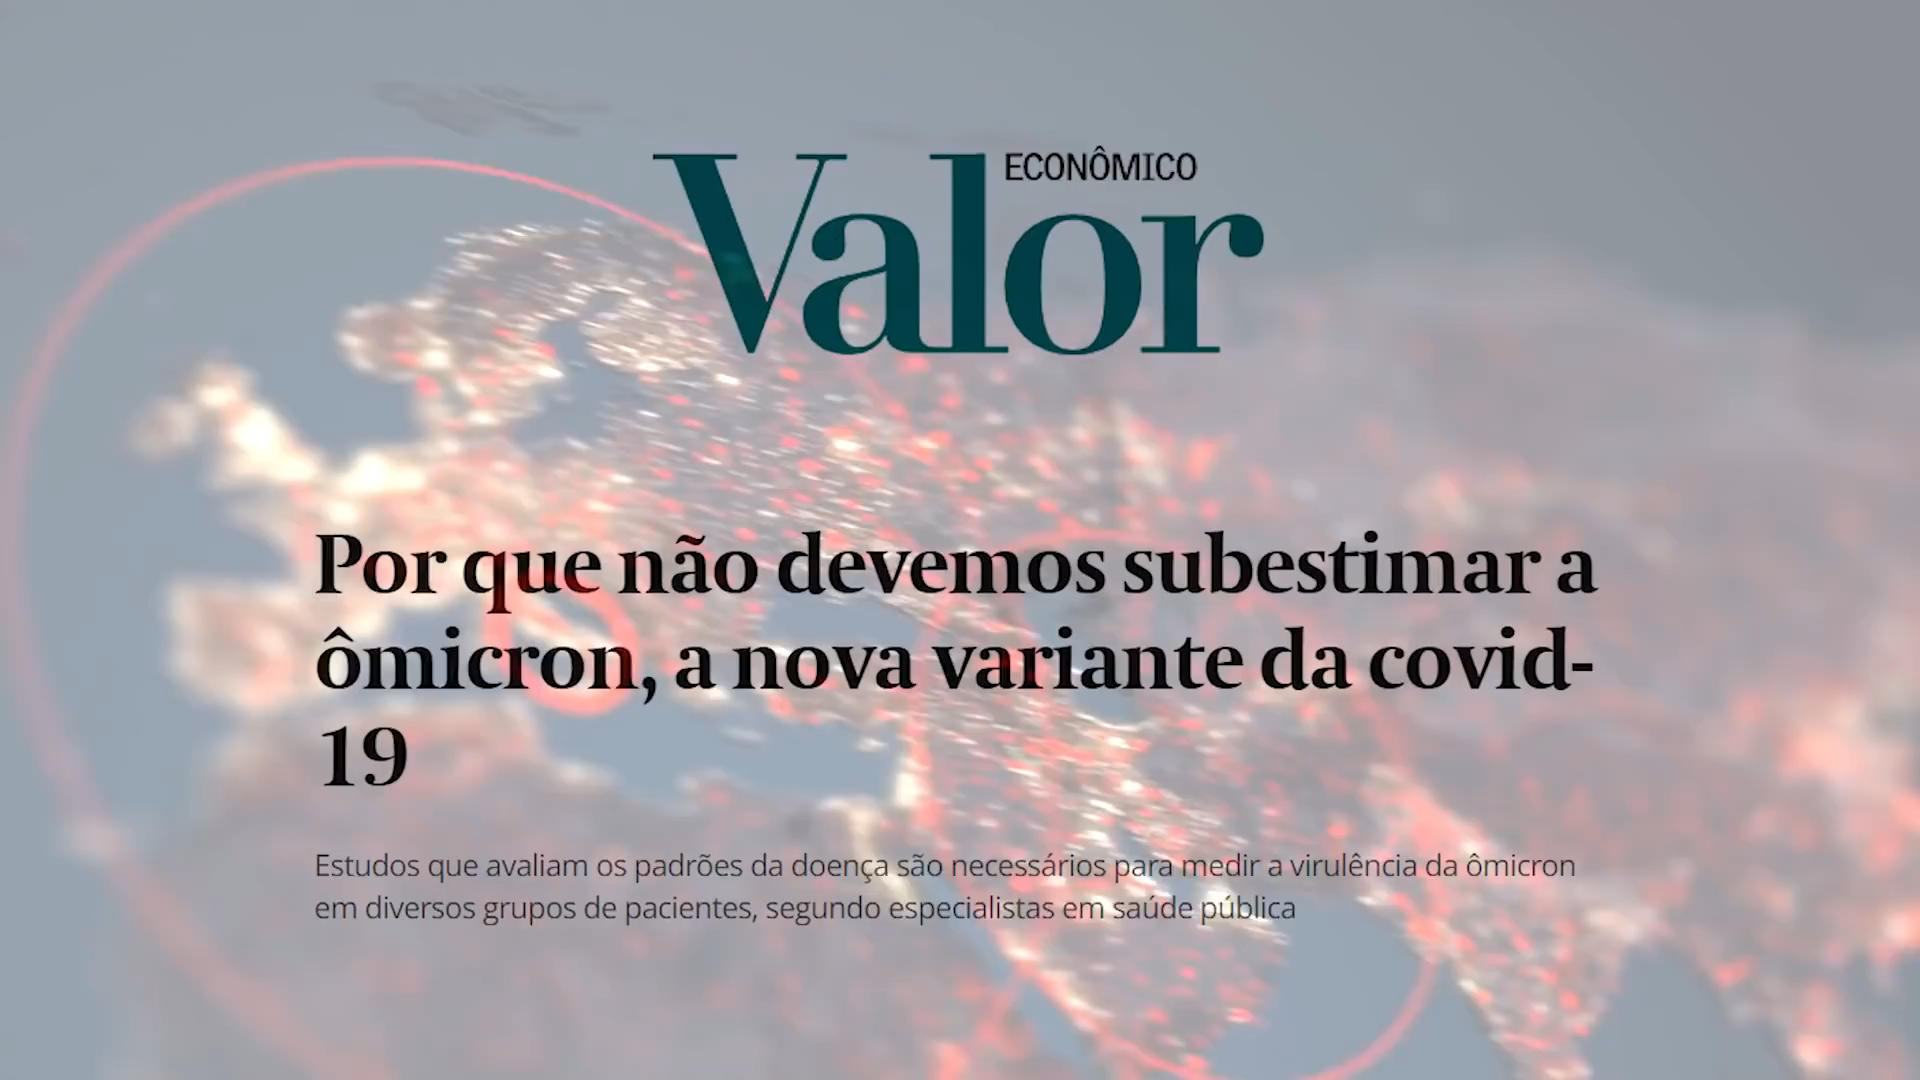 Valor ECONÔMICO
Por que não devemos subestimar a
ômicron, a nova variante da covid-
19
Estudos que avaliam os padrões da doença são necessários para medir a virulência da ômicron
em diversos grupos de pacientes, segundo especialistas em saúde pública